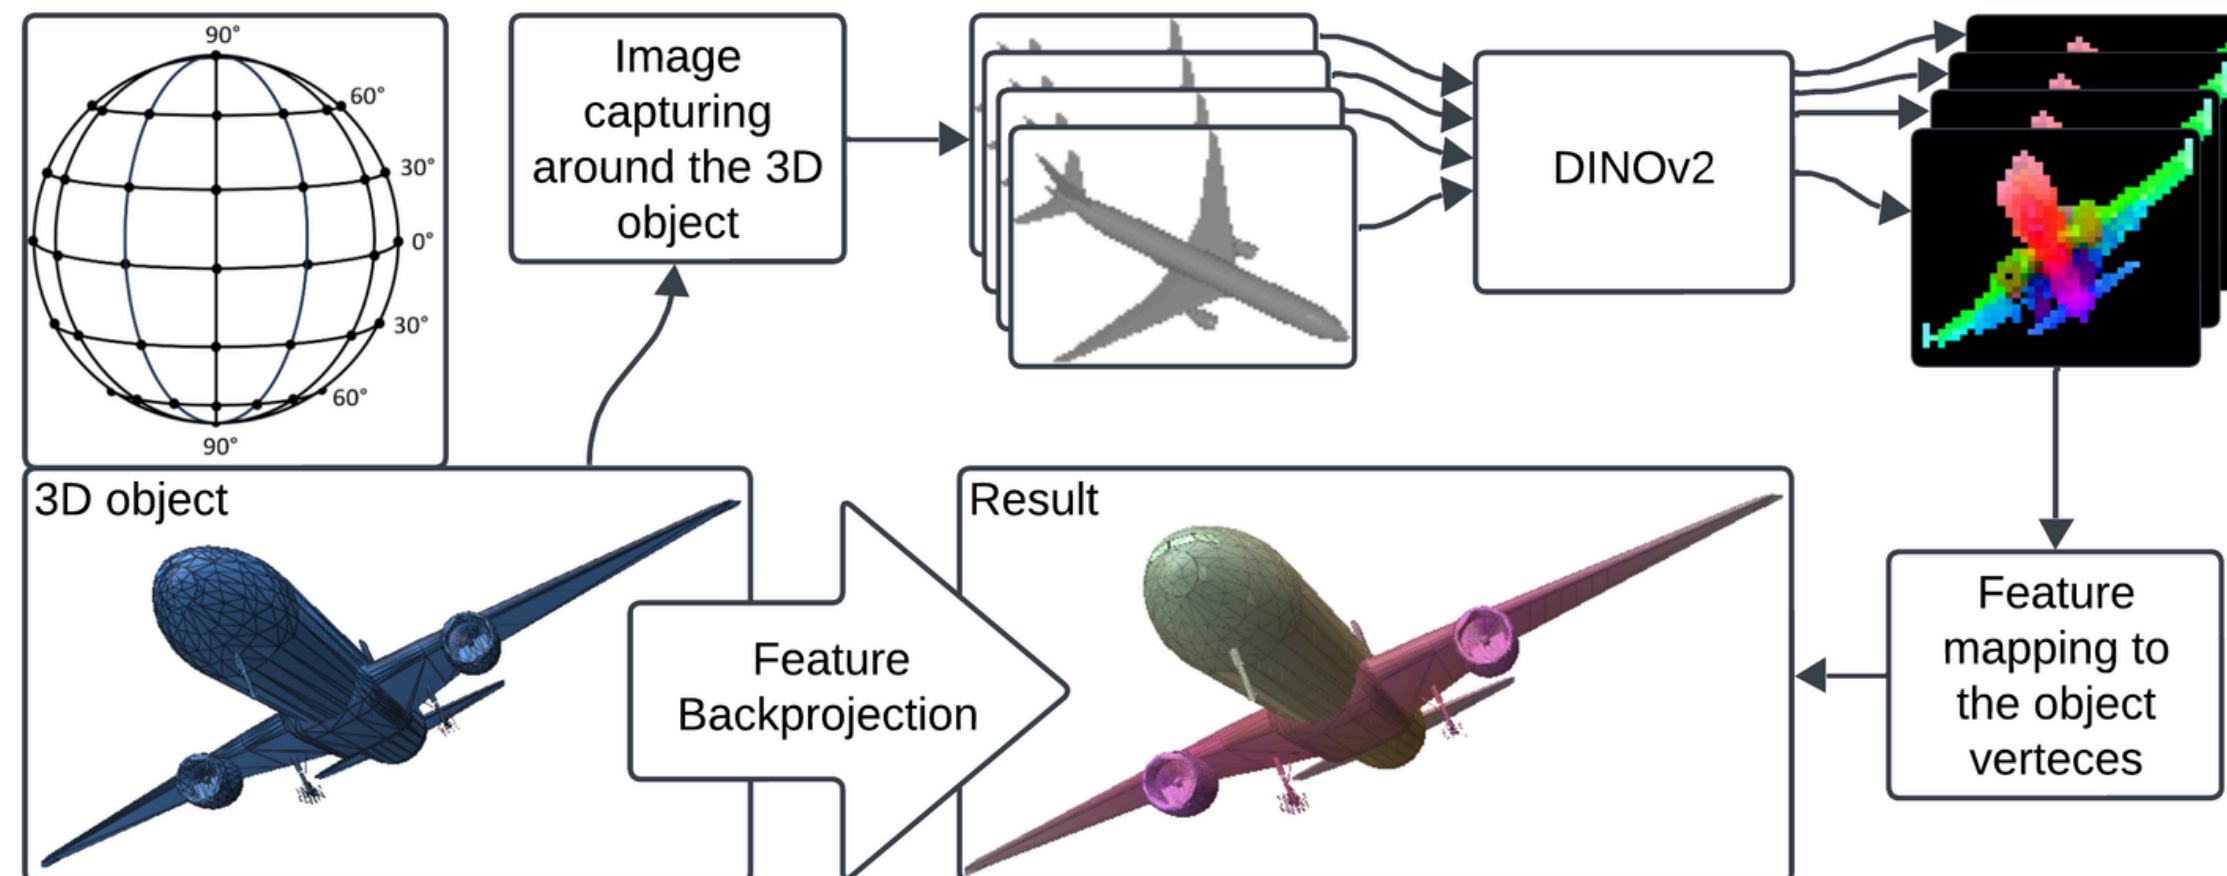 90°
60°
30°
0°
30°
60°
90°
Image
capturing
around the 3D
object
DINOv2
3D object
Feature
Backprojection
Result
Feature
mapping to
the object
verteces